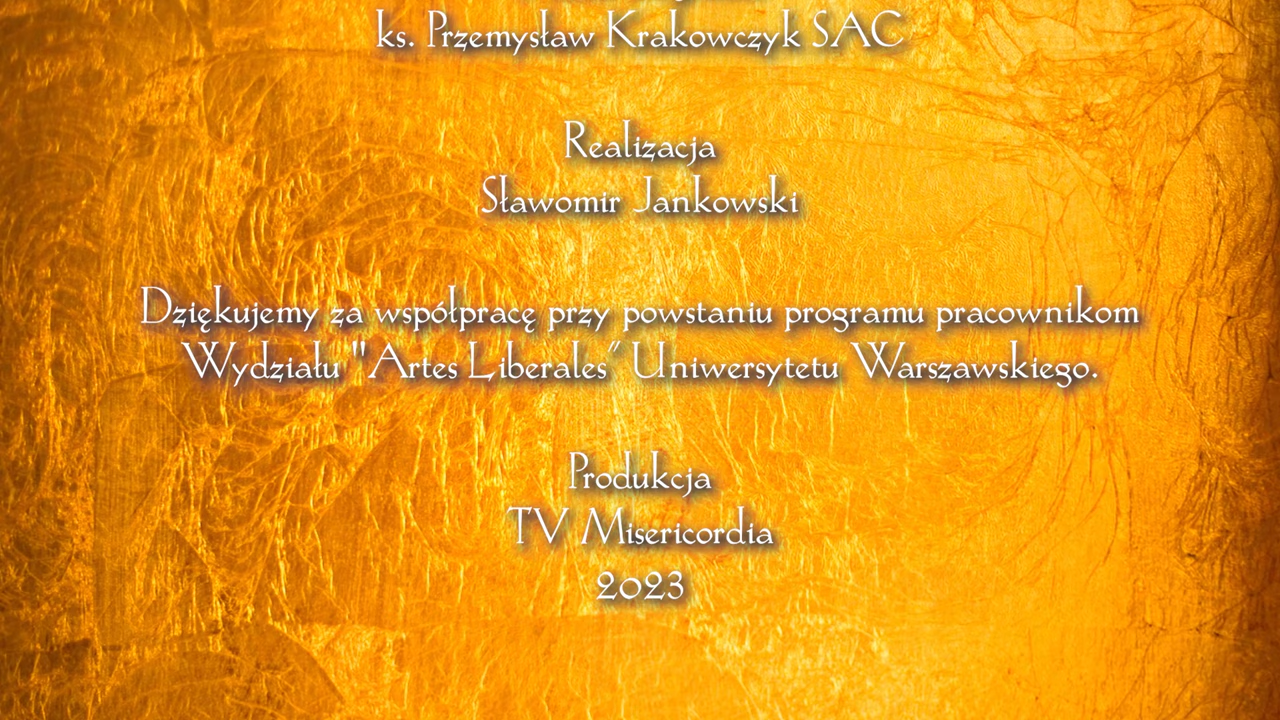 ks. Przemysław Krakowczyk SAC
Realizacja
Sławomir Jankowski
Dziękujemy za współpracę przy powstaniu programu pracownikom
Wydziału "Artes Liberales” Uniwersytetu Warszawskiego.
Produkcja
TV Misericordia
2023